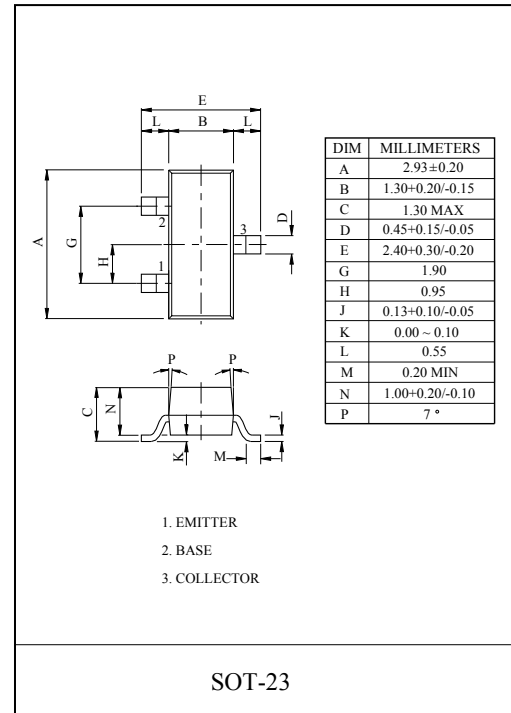 E
L B L
A
G
H
D
2
3
1
P P
C
N
J
K
M
DIM MILLIMETERS
A 2.93±0.20
B 1.30+0.20/-0.15
C 1.30 MAX
D 0.45+0.15/-0.05
E 2.40+0.30/-0.20
G 1.90
H 0.95
J 0.13+0.10/-0.05
K 0.00 ~ 0.10
L 0.55
M 0.20 MIN
N 1.00+0.20/-0.10
P 7 °
1. EMITTER
2. BASE
3. COLLECTOR
SOT-23